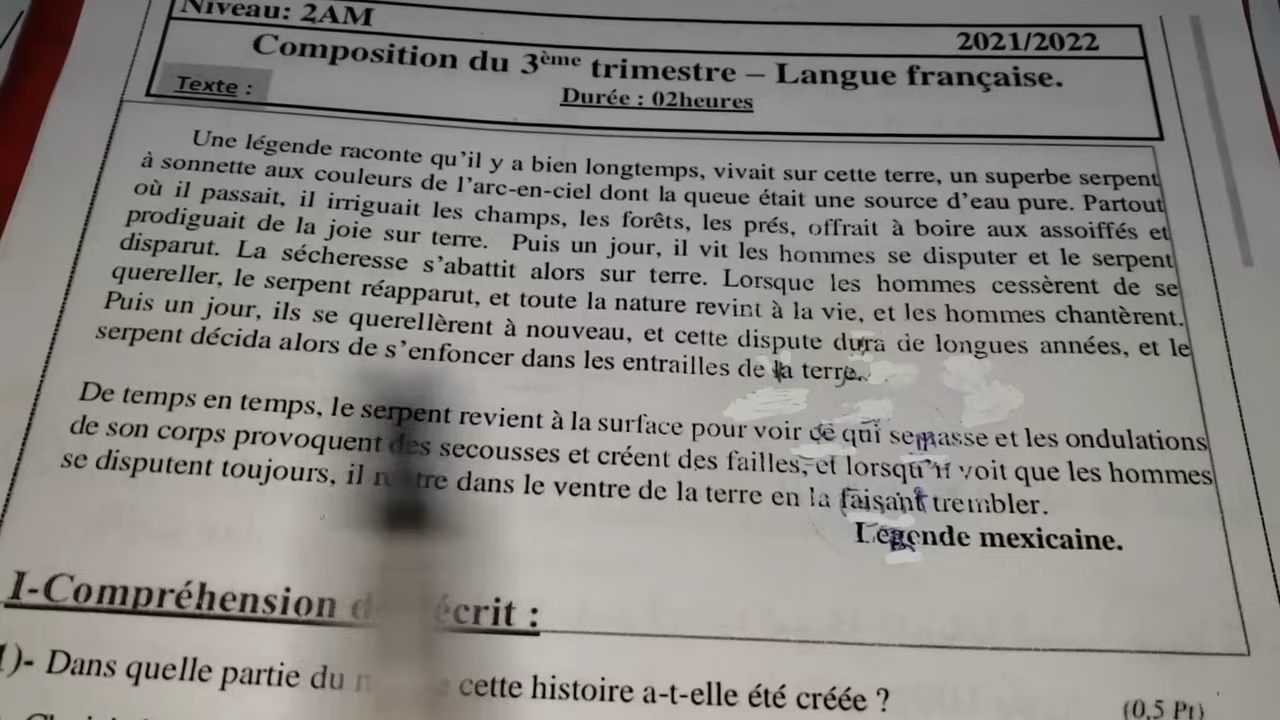 Niveau: 2AM
2021/2022
Composition du 3ème trimestre – Langue française.
Texte :
Durée : 02heures
Une légende raconte qu'il y a bien longtemps, vivait sur cette terre, un superbe serpent
à sonnette aux couleurs de l'arc-en-ciel dont la queue était une source d'eau pure. Partout
où il passait, il irriguait les champs, les forêts, les prés, offrait à boire aux assoiffés et
prodiguait de la joie sur terre. Puis un jour, il vit les hommes se disputer et le serpent
disparut. La sécheresse s'abattit alors sur terre. Lorsque les hommes cessèrent de se
quereller, le serpent réapparut, et toute la nature revint à la vie, et les hommes chantèrent.
Puis un jour, ils se querellèrent à nouveau, et cette dispute dura de longues années, et le
serpent décida alors de s'enfoncer dans les entrailles de la terre.
De temps en temps, le serpent revient à la surface pour voir ce qui se passe et les ondulations
de son corps provoquent des secousses et créent des failles, et lorsqu'il voit que les hommes
se disputent toujours, il dans le ventre de la terre en la faisant trembler.
Légende mexicaine.
I-Compréhension écrit :
1)- Dans quelle partie du cette histoire a-t-elle été créée ?
(0.5 Pt)